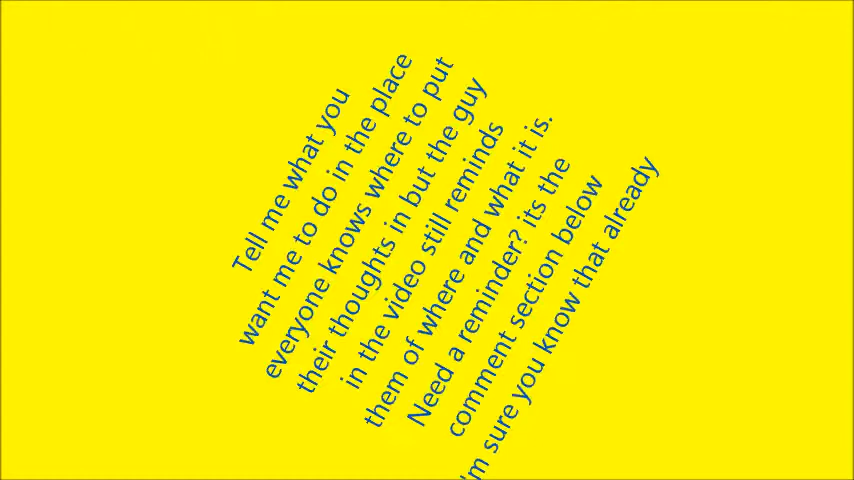 Tell me what you
want me to do in the place
everyone knows where to put
their thoughts in but the guy
in the video still reminds
them of where and what it is.
Need a reminder? its the
comment section below
I'm sure you know that already